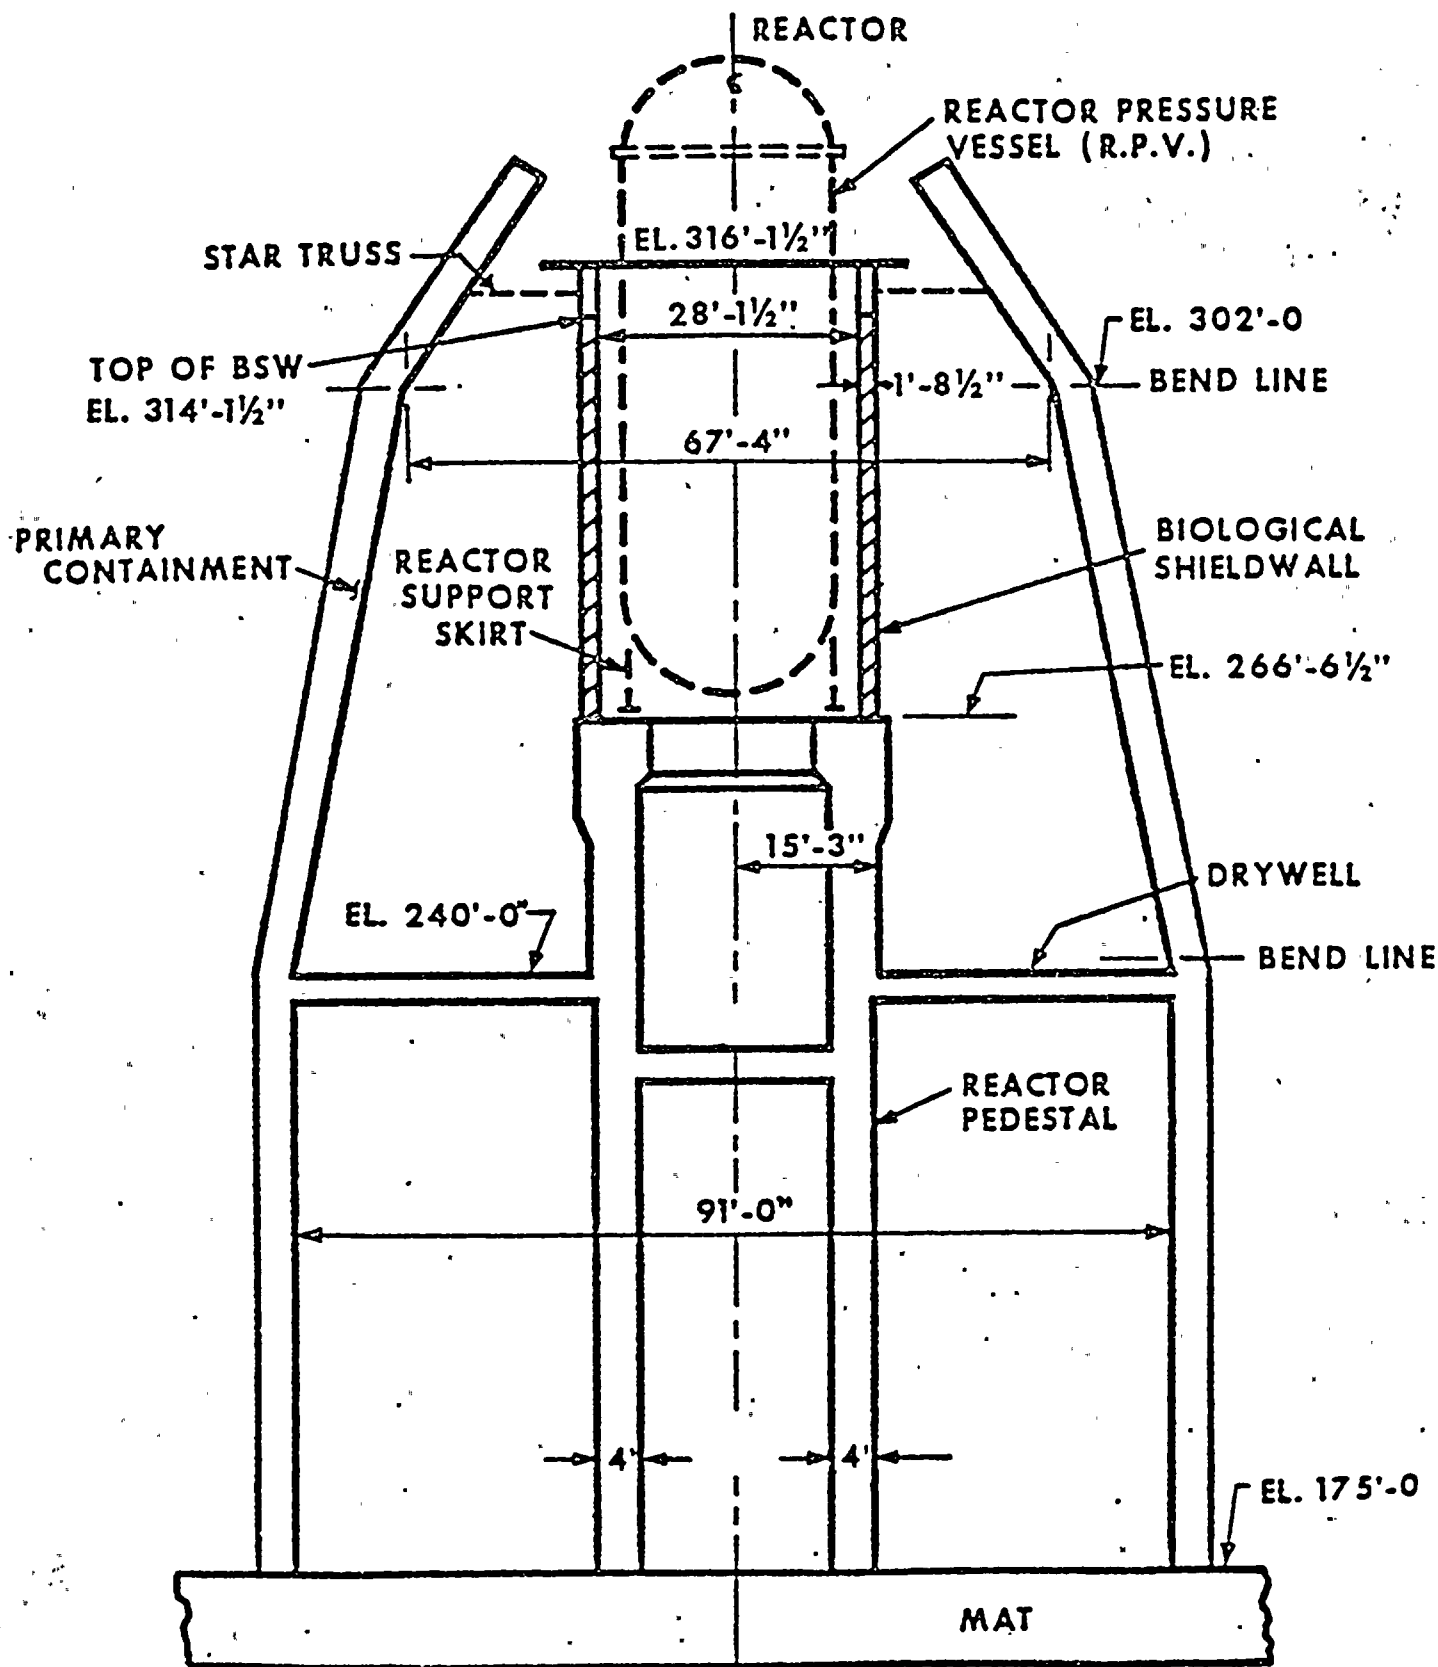 REACTOR
REACTOR PRESSURE
VESSEL (R.P.V.)
EL. 316'-1½"
STAR TRUSS
28'-1½"
EL. 302'-0
TOP OF BSW
EL. 314'-1½"
1'-8½"
BEND LINE
67'-4"
PRIMARY
CONTAINMENT
REACTOR
SUPPORT
SKIRT
BIOLOGICAL
SHIELDWALL
EL. 266'-6½"
15'-3"
DRYWELL
EL. 240'-0"
BEND LINE
REACTOR
PEDESTAL
91'-0"
4'
4'
EL. 175'-0
MAT